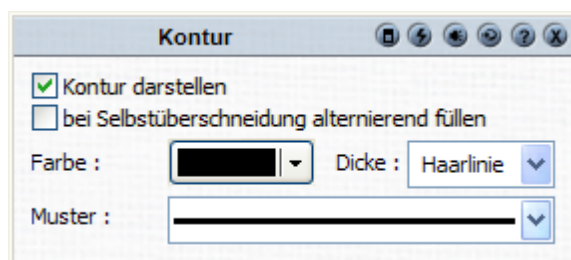 Kontur
Kontur darstellen
bei Selbstüberschneidung alternierend füllen
Farbe : Dicke : Haarlinie
Muster :